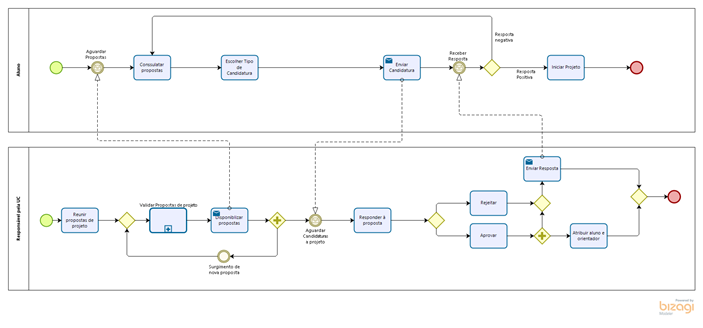 Aluno
Aguardar
Propostas
Conssulatar
propostas
Escolher Tipo
de
Candidatura
Enviar
Candidatura
Receber
Resposta
Resposta
negativa
Resposta
Positiva
Iniciar Projeto
Responsável pela UC
Reunir
propostas de
projeto
Validar Propostas de projeto
Disponiblizar
propostas
Surgimento de
nova proposta
Aguardar
Candidaturas
a projeto
Responder à
proposta
Rejeitar
Aprovar
Enviar Resposta
Atribuir aluno e
orientador
Powered by
bizagi
Modeler